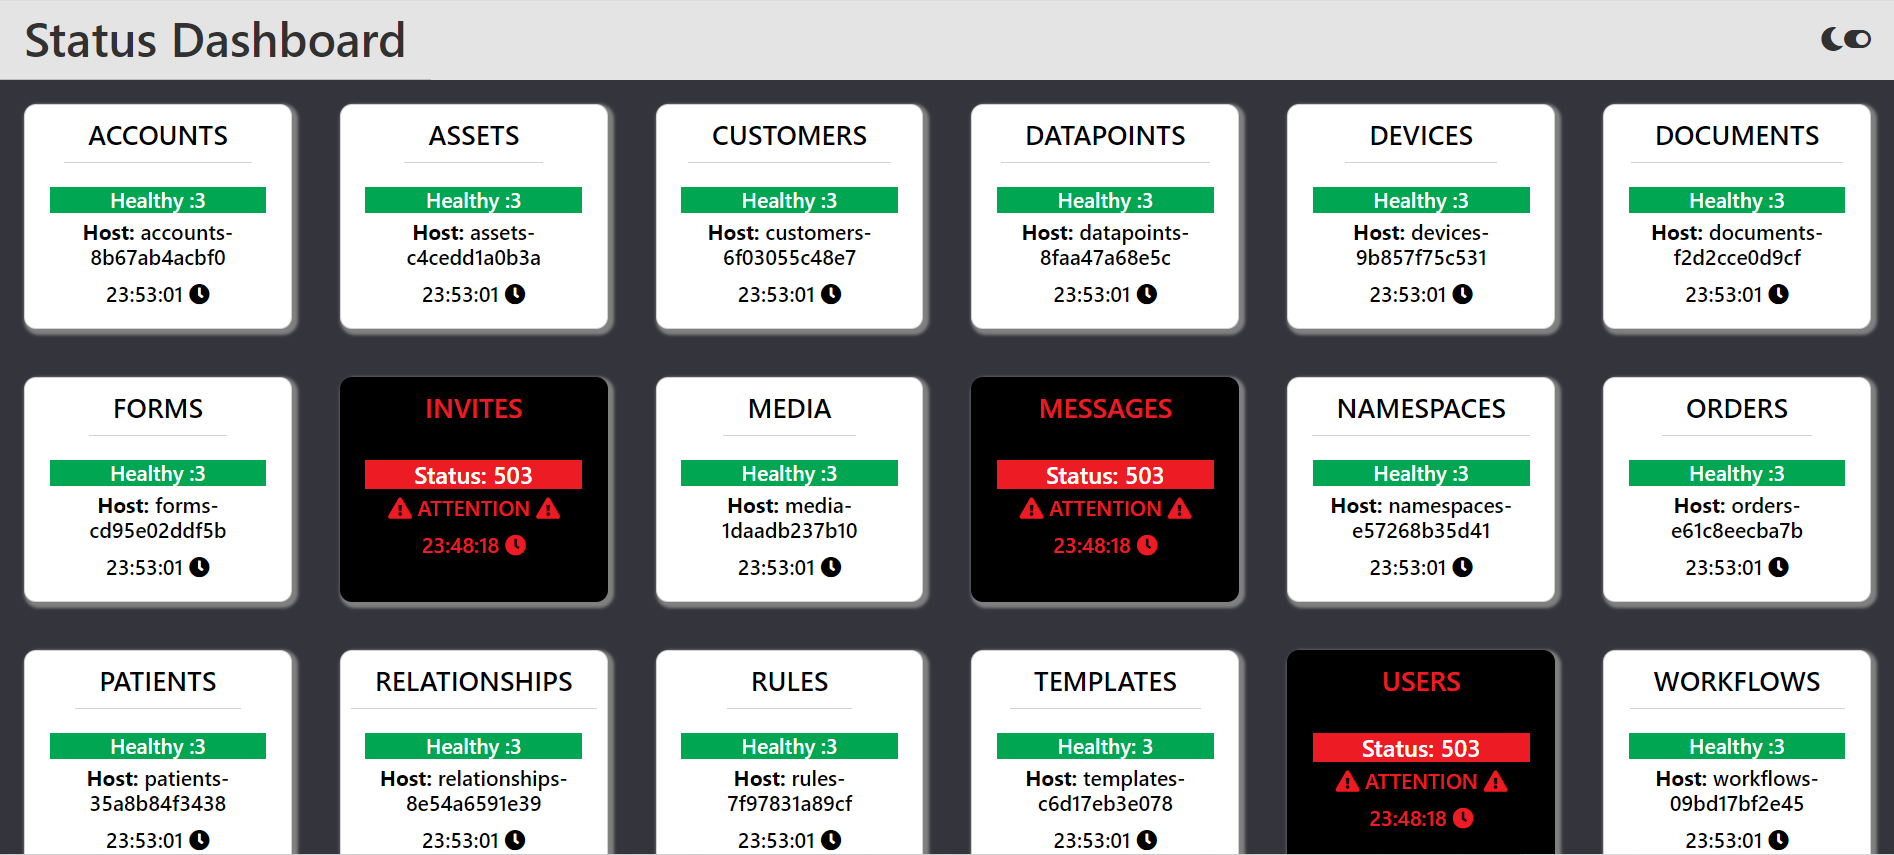 Status Dashboard
ACCOUNTS
Healthy :3
Host: accounts-
8b67ab4acbf0
23:53:01
ASSETS
Healthy :3
Host: assets-
c4cedd1a0b3a
23:53:01
CUSTOMERS
Healthy :3
Host: customers-
6f03055c48e7
23:53:01
DATAPOINTS
Healthy :3
Host: datapoints-
8faa47a68e5c
23:53:01
DEVICES
Healthy :3
Host: devices-
9b857f75c531
23:53:01
DOCUMENTS
Healthy :3
Host: documents-
f2d2cce0d9cf
23:53:01
FORMS
Healthy :3
Host: forms-
cd95e02ddf5b
23:53:01
INVITES
Status: 503
ATTENTION
23:48:18
MEDIA
Healthy :3
Host: media-
1daadb237b10
23:53:01
MESSAGES
Status: 503
ATTENTION
23:48:18
NAMESPACES
Healthy :3
Host: namespaces-
e57268b35d41
23:53:01
ORDERS
Healthy :3
Host: orders-
e61c8eecba7b
23:53:01
PATIENTS
Healthy :3
Host: patients-
35a8b84f3438
23:53:01
RELATIONSHIPS
Healthy :3
Host: relationships-
8e54a6591e39
23:53:01
RULES
Healthy :3
Host: rules-
7f97831a89cf
23:53:01
TEMPLATES
Healthy: 3
Host: templates-
c6d17eb3e078
23:53:01
USERS
Status: 503
ATTENTION
23:48:18
WORKFLOWS
Healthy :3
Host: workflows-
09bd17bf2e45
23:53:01